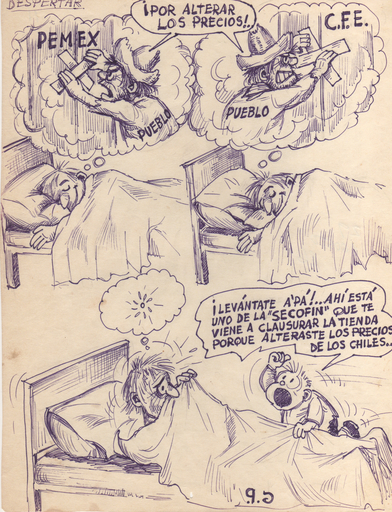 DESPERTAR
¡POR ALTERAR
LOS PRECIOS!..
PEMEX
PUEBLO
C.F.E.
PUEBLO
¡LEVÁNTATE A'PÁ!..AHÍ ESTÁ
UNO DE LA "SECOFIN" QUE TE
VIENE A CLAUSURAR LA TIENDA
PORQUE ALTERASTE LOS PRECIOS
DE LOS CHILES..